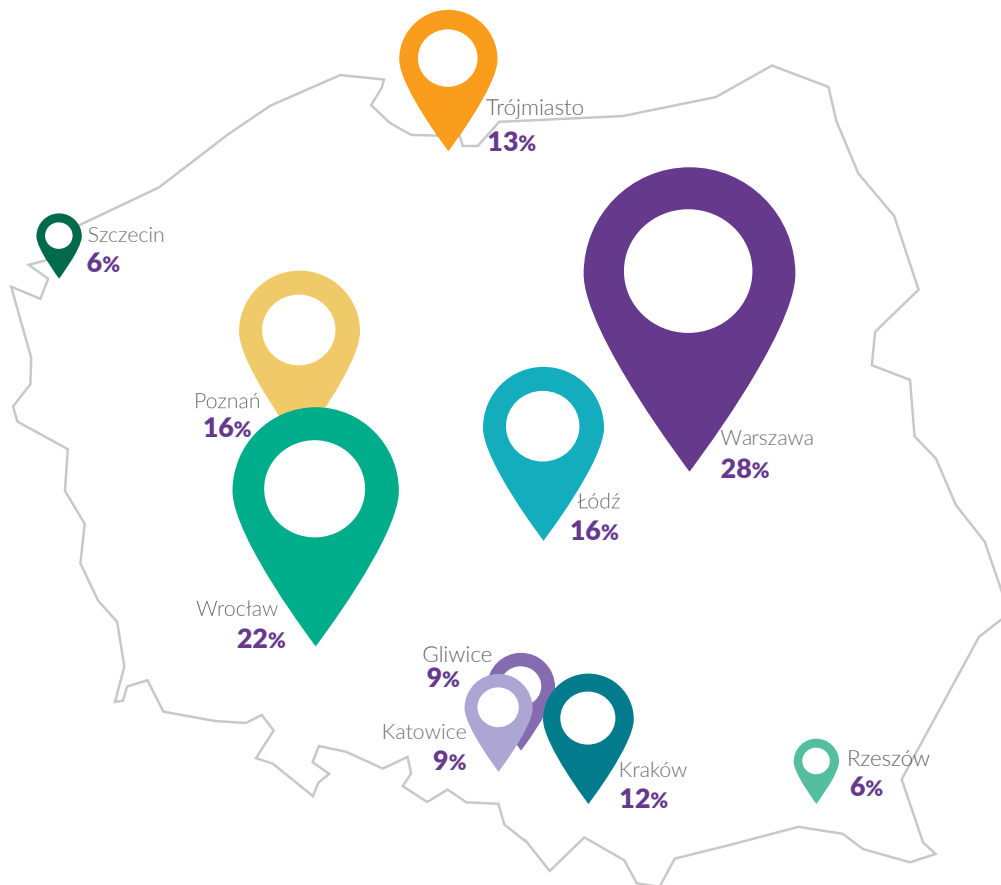 Trójmiasto
13%
Szczecin
6%
Poznań
16%
Warszawa
28%
Łódź
16%
Wrocław
22%
Gliwice
9%
Katowice
9%
Kraków
12%
Rzeszów
6%